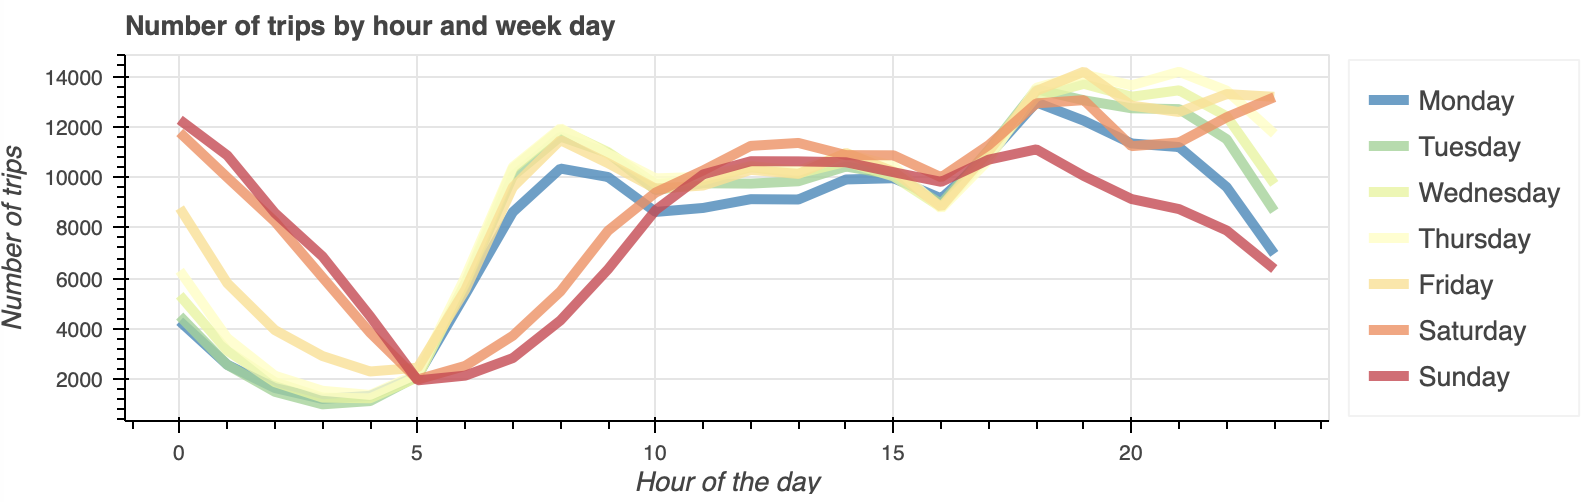 Number of trips by hour and week day
Number of trips
14000
12000
10000
8000
6000
4000
2000
0 5 10 15 20
Hour of the day
Monday
Tuesday
Wednesday
Thursday
Friday
Saturday
Sunday